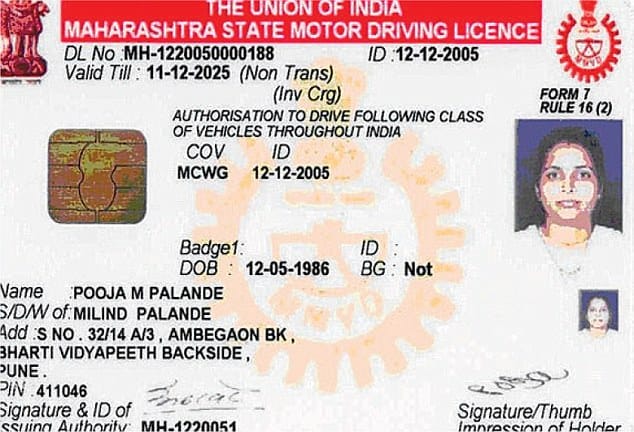 THE UNION OF INDIA
MAHARASHTRA STATE MOTOR DRIVING LICENCE
DL No :MH-1220050000188 ID :12-12-2005
Valid Till : 11-12-2025 (Non Trans)
(Inv Crg)
FORM 7
RULE 16 (2)
AUTHORISATION TO DRIVE FOLLOWING CLASS
OF VEHICLES THROUGHOUT INDIA
COV ID
MCWG 12-12-2005
MMVD
Badge1: ID :
DOB : 12-05-1986 BG : Not
Name :POOJA M PALANDE
S/D/W of:MILIND PALANDE
Add :S NO . 32/14 A/3 , AMBEGAON BK ,
BHARTI VIDYAPEETH BACKSIDE ,
PUNE .
PIN :411046
Signature & ID of
Issuing Authority: MH-1220051
Signature/Thumb
Impression of Holder